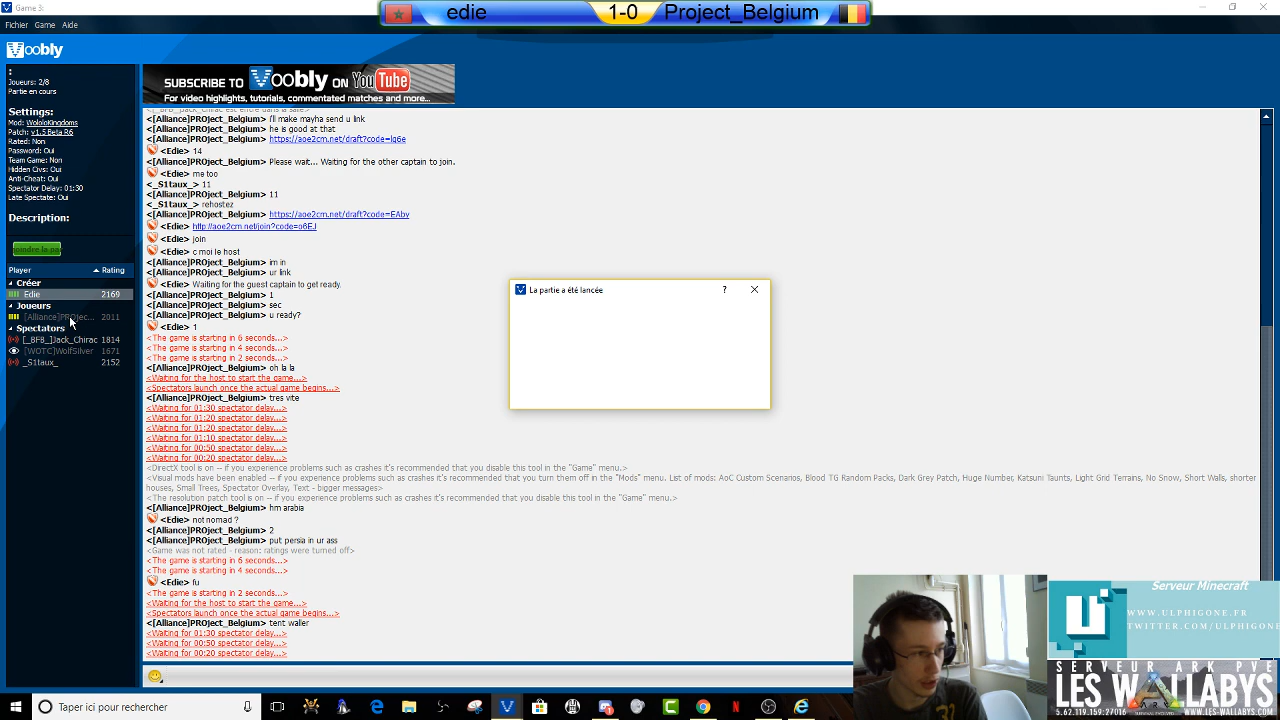 Game 3:
edie 1-0 Project_Belgium
Fichier Game Aide
Voobly
:
Joueurs: 2/8
Partie en cours
Settings:
Mod: WololoKingdoms
Patch: v1.5 Beta R6
Rated: Non
Password: Oui
Team Game: Non
Hidden Civs: Oui
Anti-Cheat: Oui
Spectator Delay: 01:30
Late Spectate: Oui
Description:
Player Rating
Créer
Edie 2169
Joueurs
[Alliance]PROjec... 2011
Spectators
[_BF8_]Jack_Chirac 1814
[WOTC]WolfSilver 1671
_S1taux_ 2152
SUBSCRIBE TO Voobly ON YouTube
For video highlights, tutorials, commentated matches and more...
<[Alliance]PROject_Belgium> i'll make mayha send u link
<[Alliance]PROject_Belgium> he is good at that
<[Alliance]PROject_Belgium> https://aoe2cm.net/draft?code=lq6e
<Edie> 14
<[Alliance]PROject_Belgium> Please wait... Waiting for the other captain to join.
<Edie> me too
<_S1taux_> 11
<[Alliance]PROject_Belgium> 11
<_S1taux_> rehostez
<[Alliance]PROject_Belgium> https://aoe2cm.net/draft?code=EAby
<Edie> http://aoe2cm.net/join?code=o6EJ
<Edie> join
<Edie> c moi le host
<[Alliance]PROject_Belgium> im in
<[Alliance]PROject_Belgium> ur link
<Edie> Waiting for the guest captain to get ready.
<[Alliance]PROject_Belgium> 1
<[Alliance]PROject_Belgium> sec
<[Alliance]PROject_Belgium> u ready?
<Edie> 1
<The game is starting in 6 seconds...>
<The game is starting in 4 seconds...>
<The game is starting in 2 seconds...>
<[Alliance]PROject_Belgium> oh la la
<Waiting for the host to start the game...>
<Spectators launch once the actual game begins...>
<[Alliance]PROject_Belgium> tres vite
<Waiting for 01:30 spectator delay...>
<Waiting for 01:20 spectator delay...>
<Waiting for 01:20 spectator delay...>
<Waiting for 01:10 spectator delay...>
<Waiting for 00:50 spectator delay...>
<Waiting for 00:20 spectator delay...>
<DirectX tool is on -- if you experience problems such as crashes it's recommended that you disable this tool in the "Game" menu.>
<Visual mods have been enabled -- if you experience problems such as crashes it's recommended that you turn them off in the "Mods" menu. List of mods: AoC Custom Scenarios, Blood TG Random Packs, Dark Grey Patch, Huge Number, Katsuni Taunts, Light Grid Terrains, No Snow, Short Walls, shorter
houses, Small Trees, Spectator Overlay, Text - bigger messages>
<The resolution patch tool is on -- if you experience problems such as crashes it's recommended that you disable this tool in the "Game" menu.>
<[Alliance]PROject_Belgium> hm arabia
<Edie> not nomad ?
<[Alliance]PROject_Belgium> 2
<[Alliance]PROject_Belgium> put persia in ur ass
<Game was not rated - reason: ratings were turned off>
<The game is starting in 6 seconds...>
<The game is starting in 4 seconds...>
<Edie> fu
<The game is starting in 2 seconds...>
<Waiting for the host to start the game...>
<Spectators launch once the actual game begins...>
<[Alliance]PROject_Belgium> tent waller
<Waiting for 01:30 spectator delay...>
<Waiting for 00:50 spectator delay...>
<Waiting for 00:20 spectator delay...>
La partie a été lancée
Serveur Minecraft
WWW.ULPHIGONE.FR
TWITTER.COM/ULPHIGONE
SERVEUR ARK PVE
LES WALLABYS
5.62.119.159:27016
WWW.LES-WALLABYS.COM
Taper ici pour rechercher